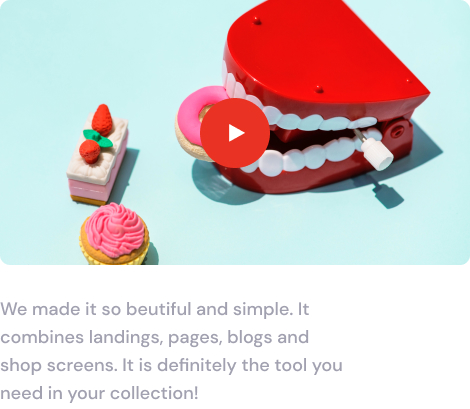 We made it so beutiful and simple. It
combines landings, pages, blogs and
shop screens. It is definitely the tool you
need in your collection!